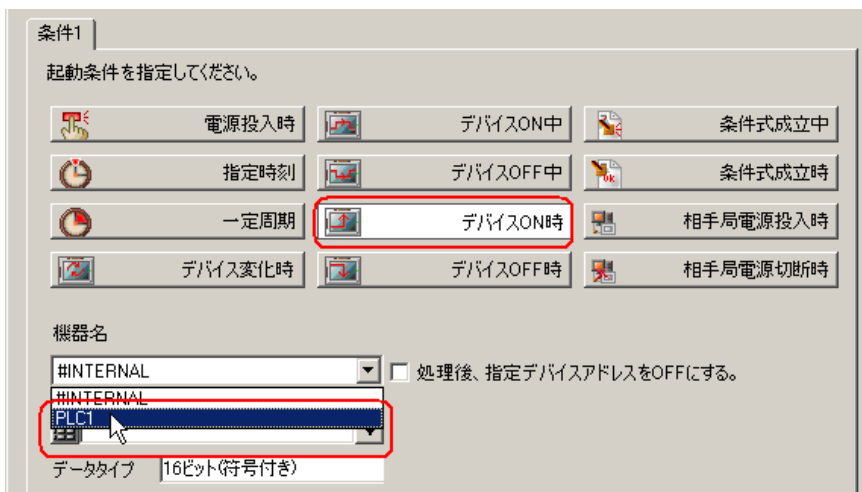 条件1
起動条件を指定してください。
電源投入時 デバイスON中 条件式成立中
指定時刻 デバイスOFF中 条件式成立時
一定周期 デバイスON時 相手局電源投入時
デバイス変化時 デバイスOFF時 相手局電源切断時
機器名
#INTERNAL 処理後、指定デバイスアドレスをOFFにする。
#INTERNAL
PLC1
データタイプ 16ビット(符号付き)